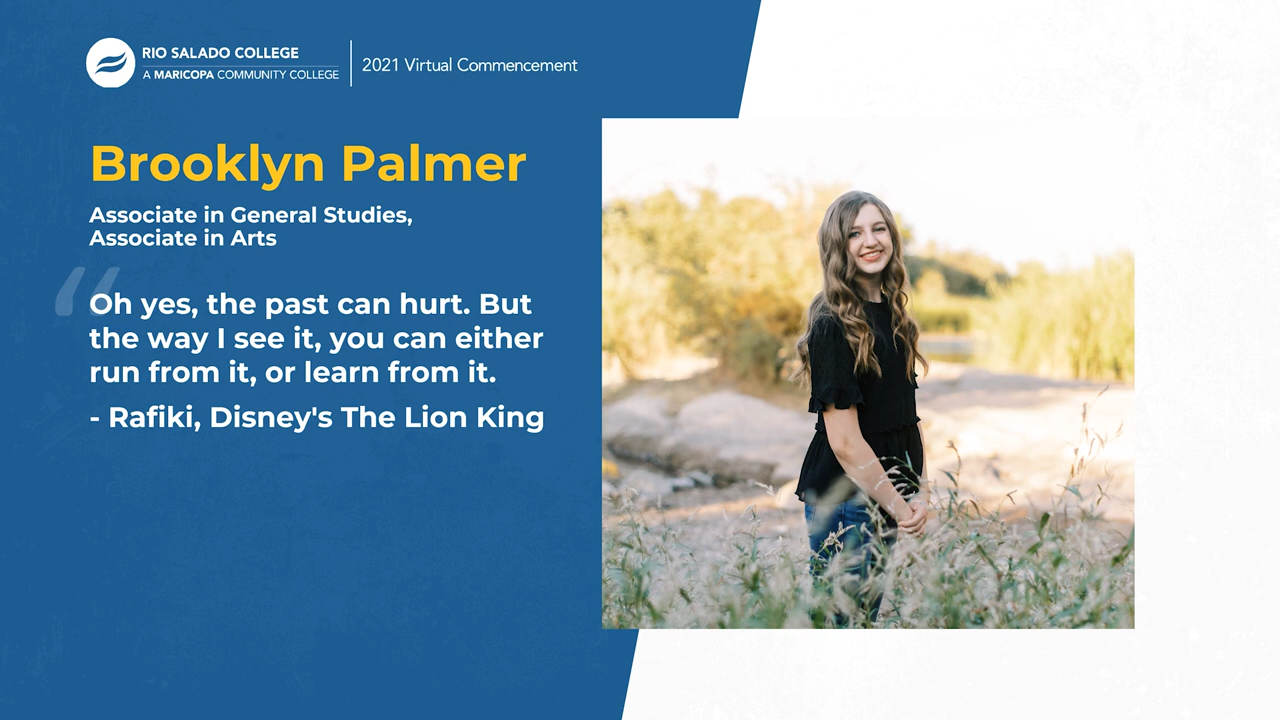 RIO SALADO COLLEGE
A MARICOPA COMMUNITY COLLEGE
2021 Virtual Commencement
Brooklyn Palmer
Associate in General Studies,
Associate in Arts
“
Oh yes, the past can hurt. But
the way I see it, you can either
run from it, or learn from it.
- Rafiki, Disney's The Lion King